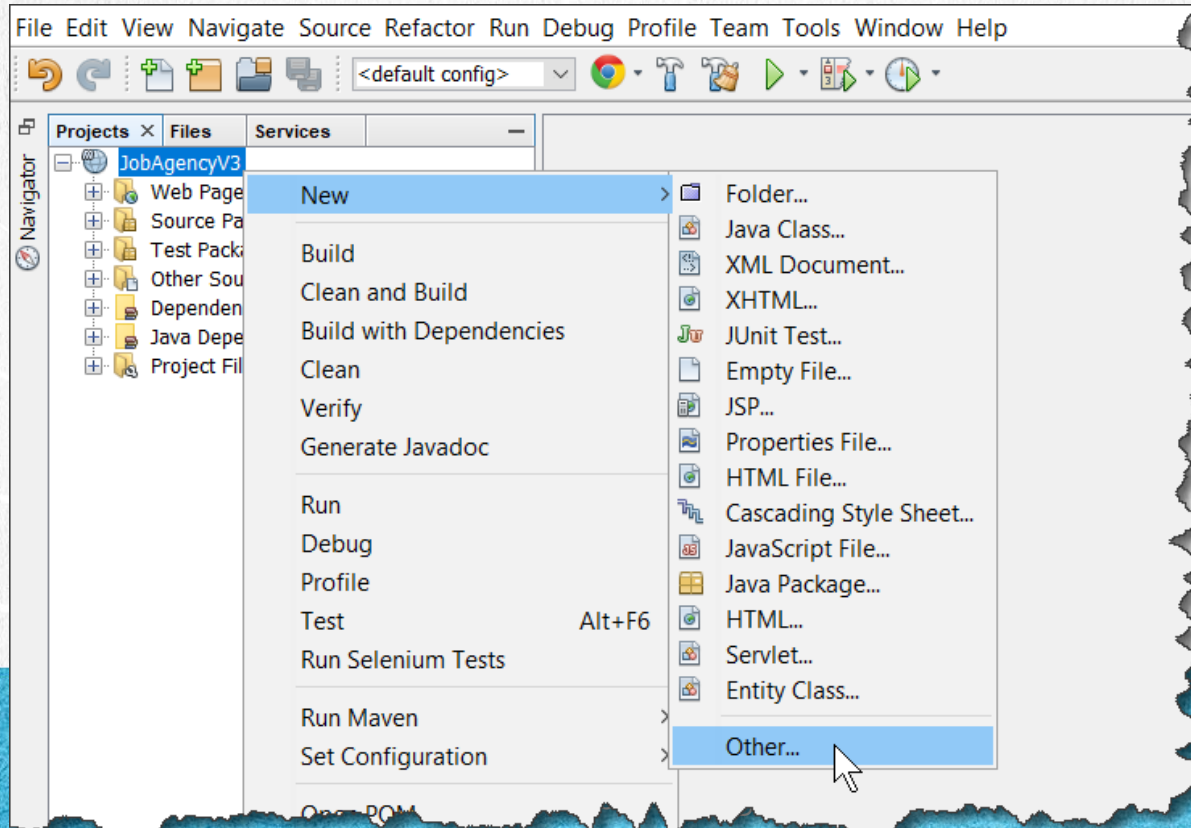 File Edit View Navigate Source Refactor Run Debug Profile Team Tools Window Help
<default config>
Projects Files Services
Navigator
JobAgencyV3
Web Page
Source Pa
Test Packa
Other Sou
Dependen
Java Depe
Project Fil
New
Build
Clean and Build
Build with Dependencies
Clean
Verify
Generate Javadoc
Run
Debug
Profile
Test Alt+F6
Run Selenium Tests
Run Maven
Set Configuration
Open POM
Folder...
Java Class...
XML Document...
XHTML...
JUnit Test...
Empty File...
JSP...
Properties File...
HTML File...
Cascading Style Sheet...
JavaScript File...
Java Package...
HTML...
Servlet...
Entity Class...
Other...